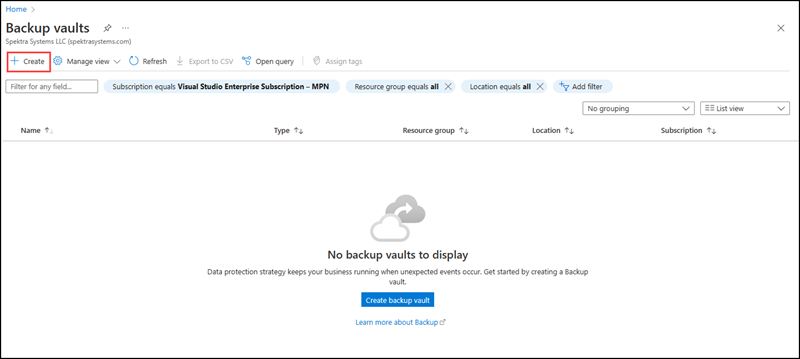 Home
Backup vaults
Spektra Systems LLC (spektrasystems.com)
Create Manage view Refresh Export to CSV Open query Assign tags
Filter for any field... Subscription equals Visual Studio Enterprise Subscription – MPN Resource group equals all Location equals all Add filter
No grouping List view
Name Type Resource group Location Subscription
No backup vaults to display
Data protection strategy keeps your business running when unexpected events occur. Get started by creating a Backup
vault.
Create backup vault
Learn more about Backup